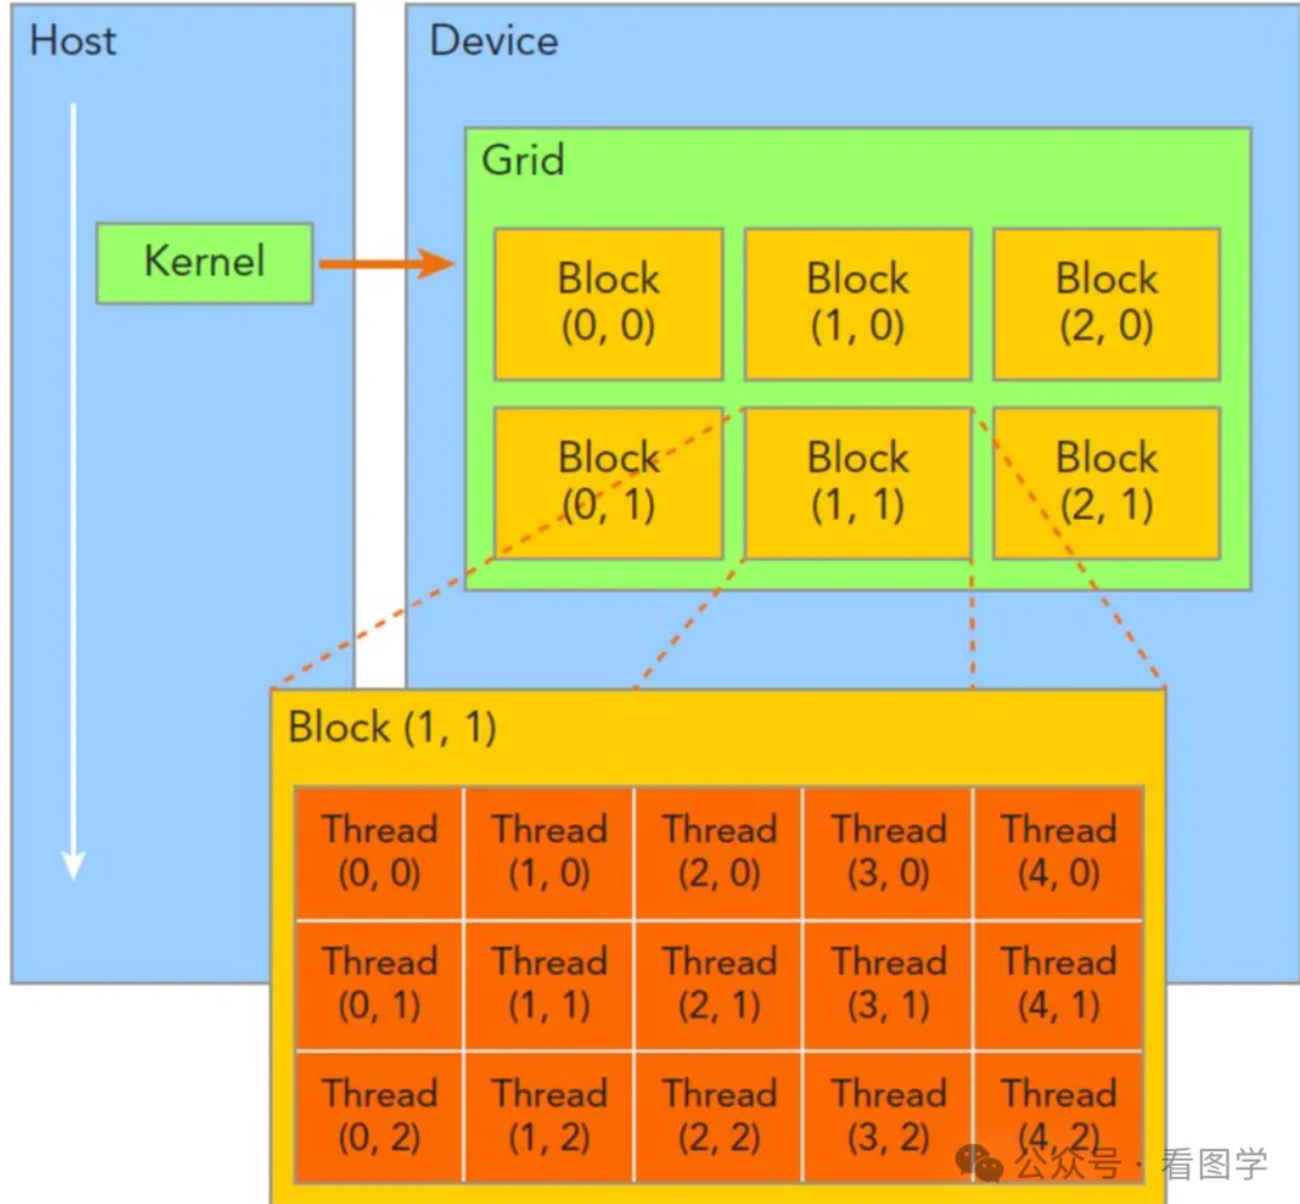 Host
Device
Grid
Kernel
Block
(0, 0)
Block
(1, 0)
Block
(2, 0)
Block
(0, 1)
Block
(1, 1)
Block
(2, 1)
Block (1, 1)
Thread
(0, 0)
Thread
(1, 0)
Thread
(2, 0)
Thread
(3, 0)
Thread
(4, 0)
Thread
(0, 1)
Thread
(1, 1)
Thread
(2, 1)
Thread
(3, 1)
Thread
(4, 1)
Thread
(0, 2)
Thread
(1, 2)
Thread
(2, 2)
Thread
(3, 2)
Thread
(4, 2)
公众号 · 看图学